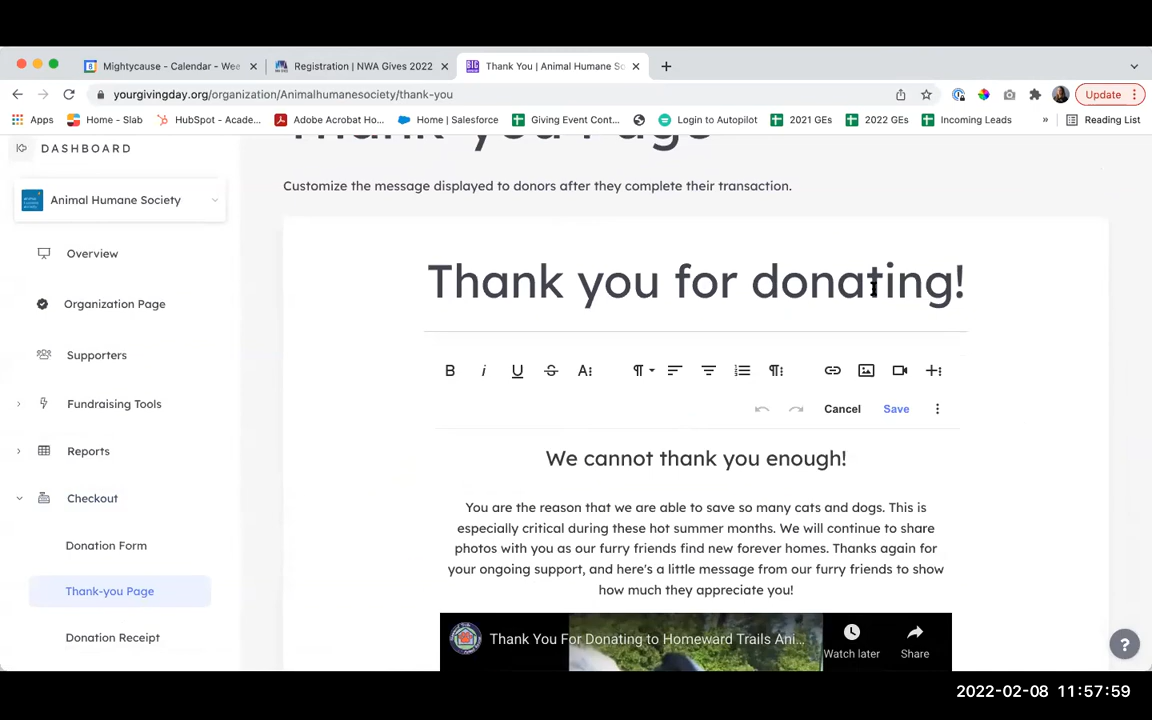 Mightycause - Calendar - Wee
Registration | NWA Gives 2022
Thank You | Animal Humane So
yourgivingday.org/organization/Animalhumanesociety/thank-you
Update
Apps
Home - Slab
HubSpot - Acade...
Adobe Acrobat Ho...
Home | Salesforce
Giving Event Cont...
Login to Autopilot
2021 GEs
2022 GEs
Incoming Leads
»
Reading List
DASHBOARD
Animal Humane Society
Overview
Organization Page
Supporters
Fundraising Tools
Reports
Checkout
Donation Form
Thank-you Page
Donation Receipt
Thank-you Page
Customize the message displayed to donors after they complete their transaction.
Thank you for donating!
B i U S A
Cancel
Save
We cannot thank you enough!
You are the reason that we are able to save so many cats and dogs. This is
especially critical during these hot summer months. We will continue to share
photos with you as our furry friends find new forever homes. Thanks again for
your ongoing support, and here's a little message from our furry friends to show
how much they appreciate you!
Thank You For Donating to Homeward Trails Ani...
Watch later
Share
?
2022-02-08 11:57:59